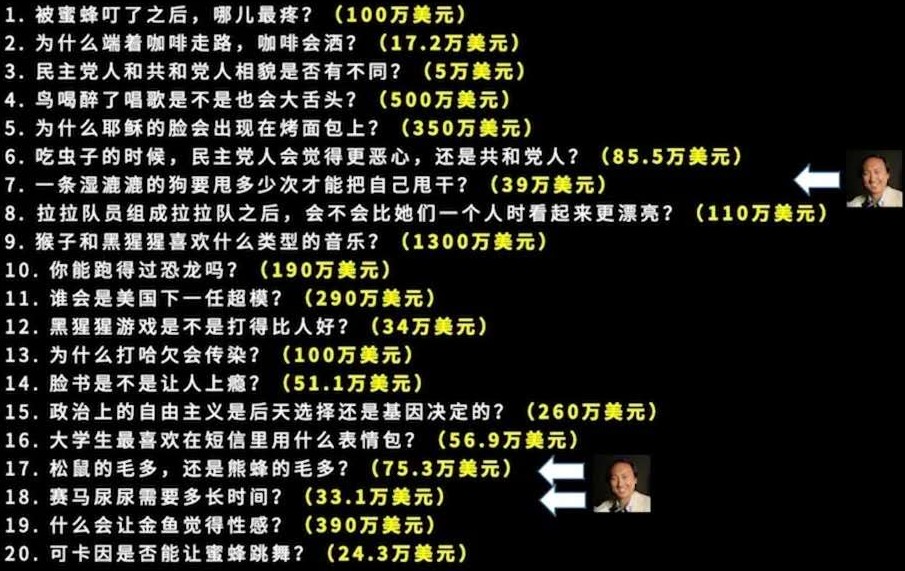 1. 被蜜蜂叮了之后，哪儿最疼？（100万美元）
2. 为什么端着咖啡走路，咖啡会洒？（17.2万美元）
3. 民主党人和共和党人相貌是否有不同？（5万美元）
4. 鸟喝醉了唱歌是不是也会大舌头？（500万美元）
5. 为什么耶稣的脸会出现在烤面包上？（350万美元）
6. 吃虫子的时候，民主党人会觉得更恶心，还是共和党人？（85.5万美元）
7. 一条湿漉漉的狗要甩多少次才能把自己甩干？（39万美元）
8. 拉拉队员组成拉拉队之后，会不会比她们一个人时看起来更漂亮？（110万美元）
9. 猴子和黑猩猩喜欢什么类型的音乐？（1300万美元）
10. 你能跑得过恐龙吗？（190万美元）
11. 谁会是美国下一任超模？（290万美元）
12. 黑猩猩游戏是不是打得比人好？（34万美元）
13. 为什么打哈欠会传染？（100万美元）
14. 脸书是不是让人上瘾？（51.1万美元）
15. 政治上的自由主义是后天选择还是基因决定的？（260万美元）
16. 大学生最喜欢在短信里用什么表情包？（56.9万美元）
17. 松鼠的毛多，还是熊蜂的毛多？（75.3万美元）
18. 赛马尿尿需要多长时间？（33.1万美元）
19. 什么会让金鱼觉得性感？（390万美元）
20. 可卡因是否能让蜜蜂跳舞？（24.3万美元）